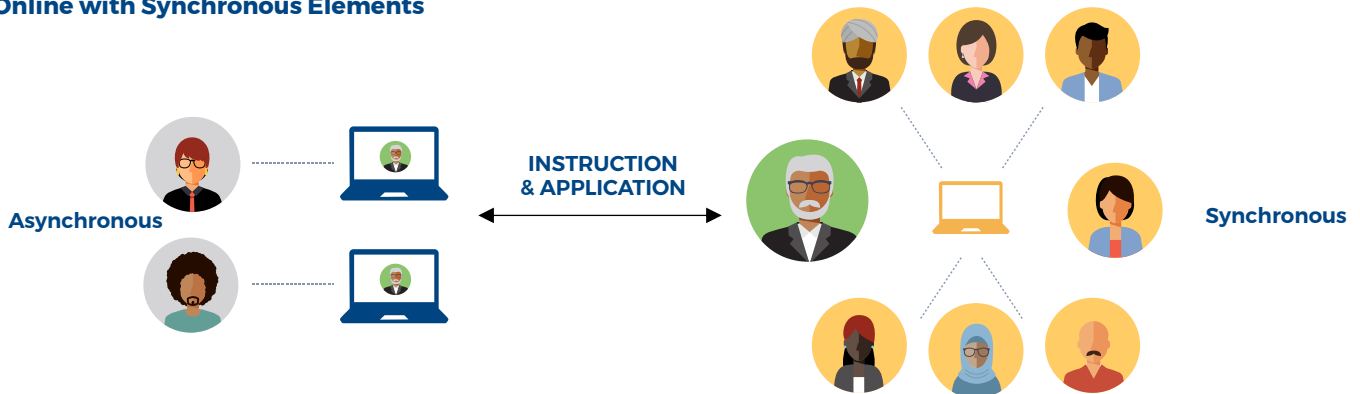 Online with Synchronous Elements
INSTRUCTION
& APPLICATION
Asynchronous
Synchronous